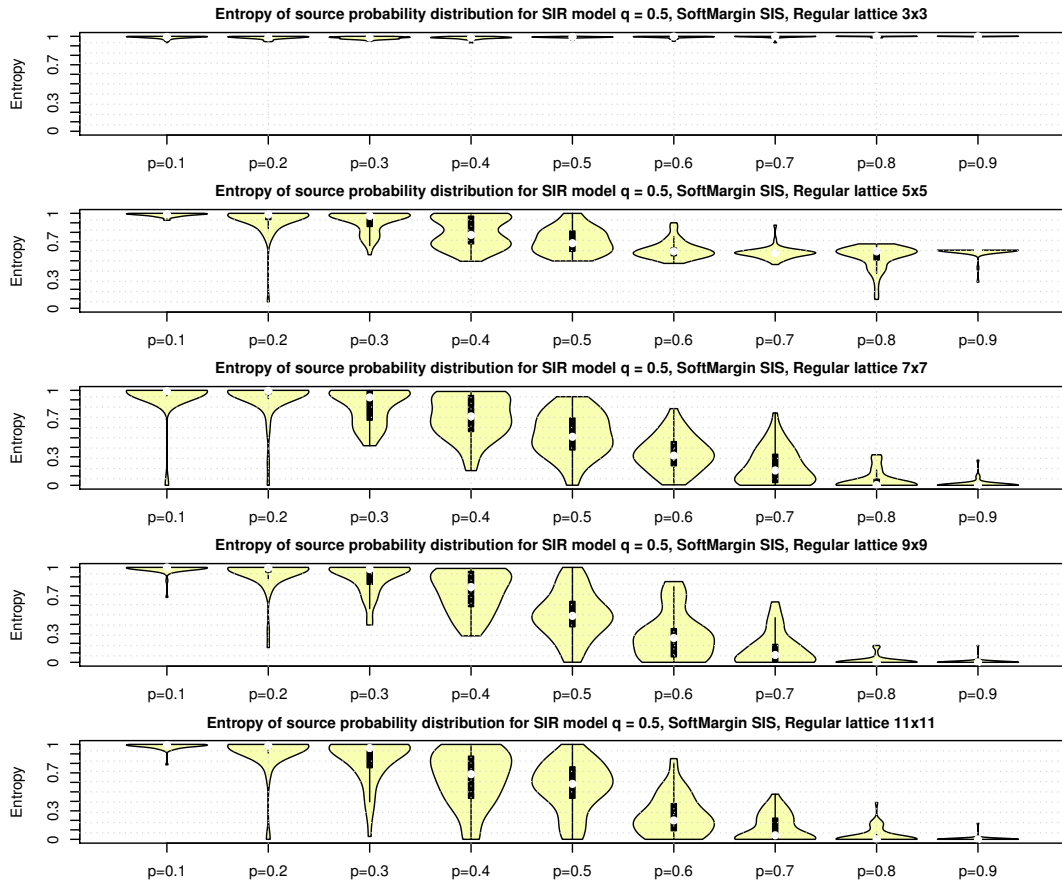 Entropy of source probability distribution for SIR model q = 0.5, SoftMargin SIS, Regular lattice 3x3
Entropy
0 0.3 0.7 1
p=0.1 p=0.2 p=0.3 p=0.4 p=0.5 p=0.6 p=0.7 p=0.8 p=0.9
Entropy of source probability distribution for SIR model q = 0.5, SoftMargin SIS, Regular lattice 5x5
Entropy
0 0.3 0.7 1
p=0.1 p=0.2 p=0.3 p=0.4 p=0.5 p=0.6 p=0.7 p=0.8 p=0.9
Entropy of source probability distribution for SIR model q = 0.5, SoftMargin SIS, Regular lattice 7x7
Entropy
0 0.3 0.7 1
p=0.1 p=0.2 p=0.3 p=0.4 p=0.5 p=0.6 p=0.7 p=0.8 p=0.9
Entropy of source probability distribution for SIR model q = 0.5, SoftMargin SIS, Regular lattice 9x9
Entropy
0 0.3 0.7 1
p=0.1 p=0.2 p=0.3 p=0.4 p=0.5 p=0.6 p=0.7 p=0.8 p=0.9
Entropy of source probability distribution for SIR model q = 0.5, SoftMargin SIS, Regular lattice 11x11
Entropy
0 0.3 0.7 1
p=0.1 p=0.2 p=0.3 p=0.4 p=0.5 p=0.6 p=0.7 p=0.8 p=0.9